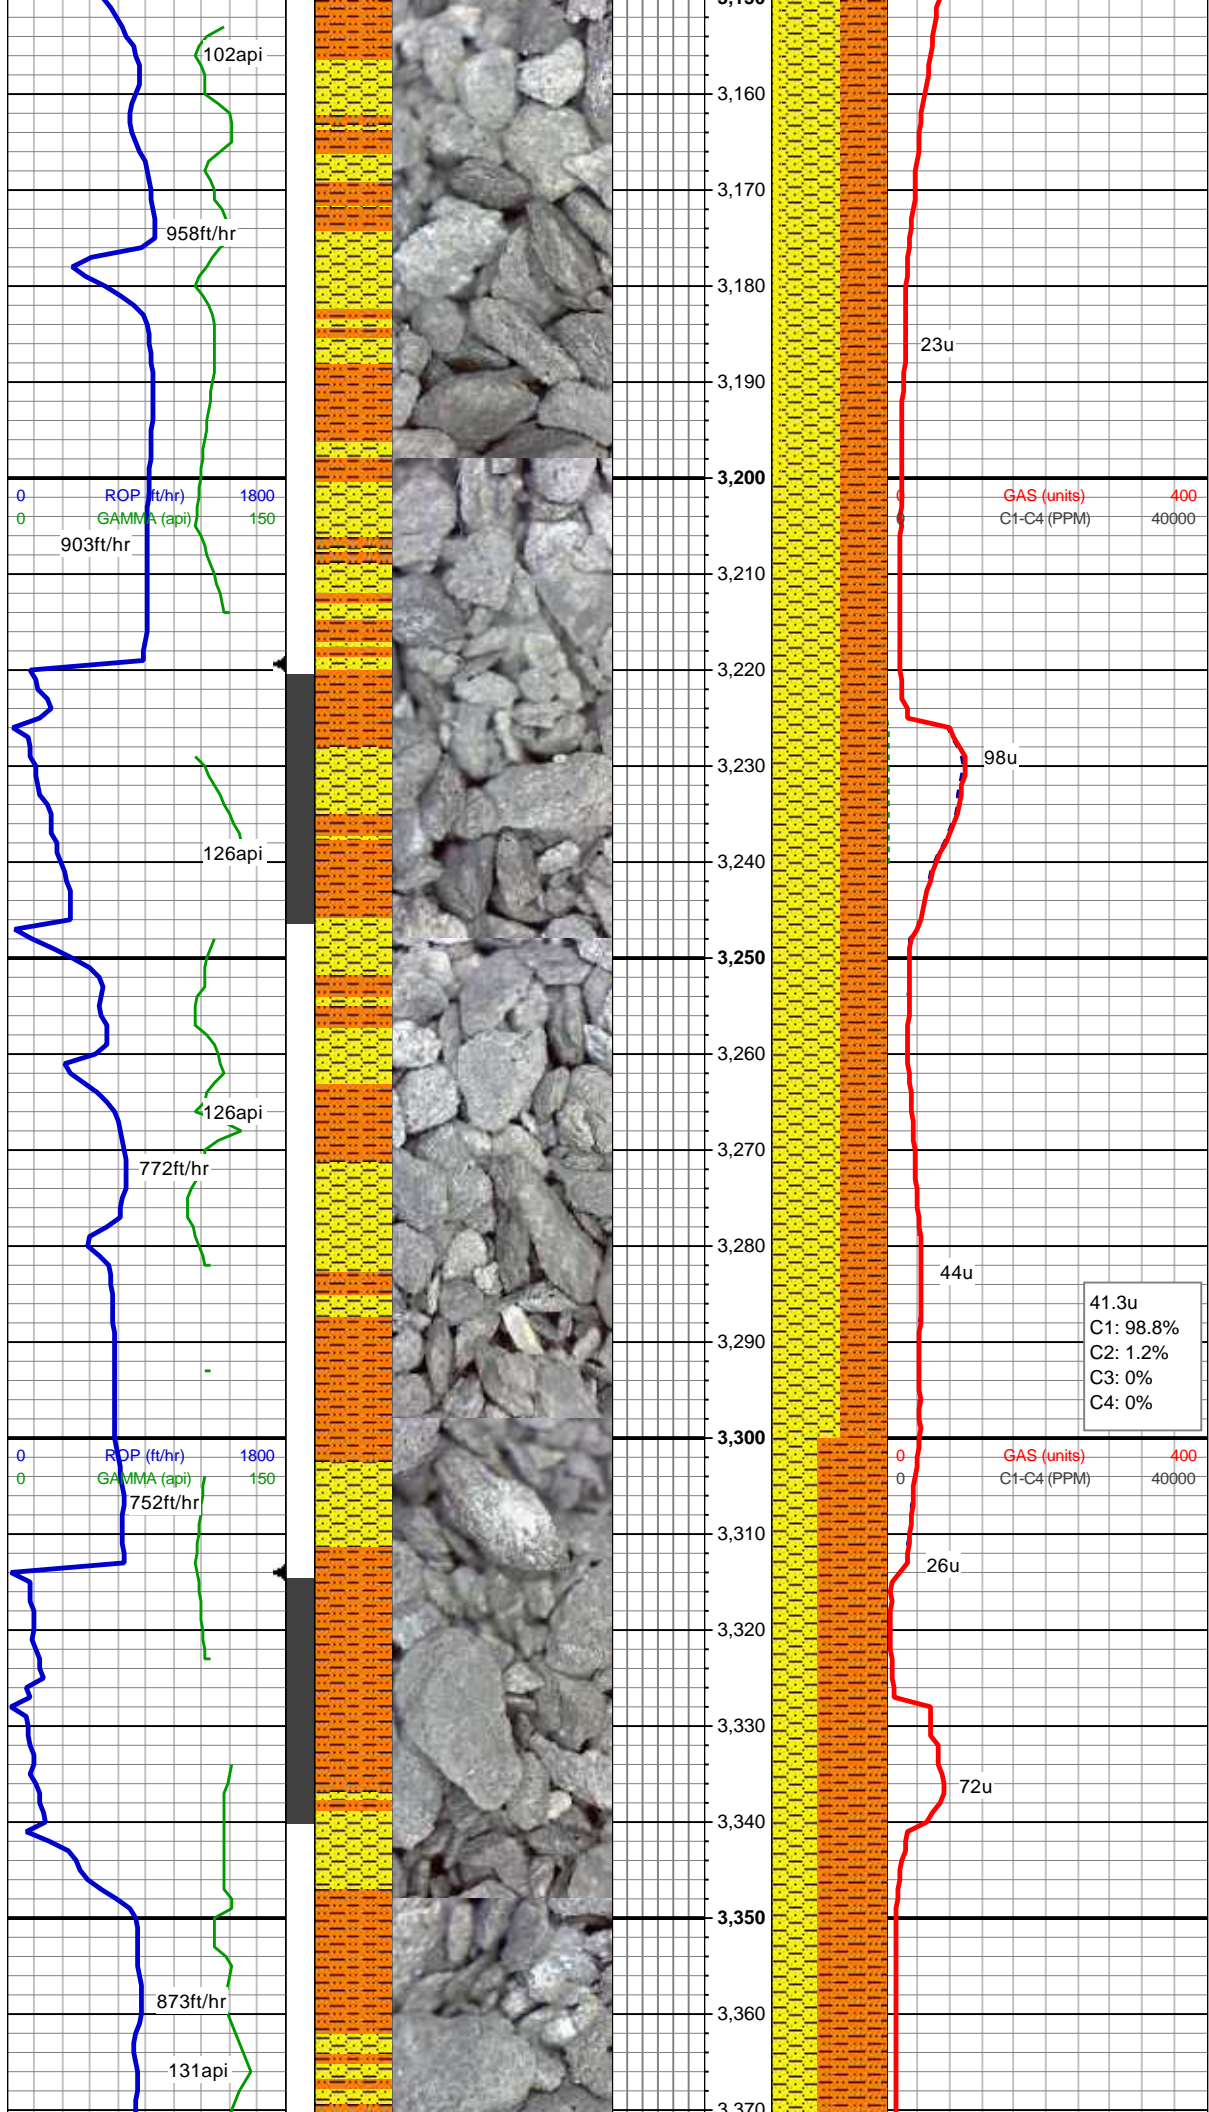 102api
3,160
3,170
958ft/hr
3,180
23u
3,190
3,200
0 ROP (ft/hr) 1800
0 GAS (units) 400
0 GAMMA (api) 150
0 C1-C4 (PPM) 40000
903ft/hr
3,210
3,220
98u
3,230
126api
3,240
3,250
3,260
126api
3,270
772ft/hr
3,280
44u
41.3u
C1: 98.8%
C2: 1.2%
C3: 0%
C4: 0%
3,290
3,300
0 ROP (ft/hr) 1800
0 GAS (units) 400
0 GAMMA (api) 150
0 C1-C4 (PPM) 40000
752ft/hr
3,310
26u
3,320
3,330
72u
3,340
3,350
873ft/hr
3,360
131api
3,370